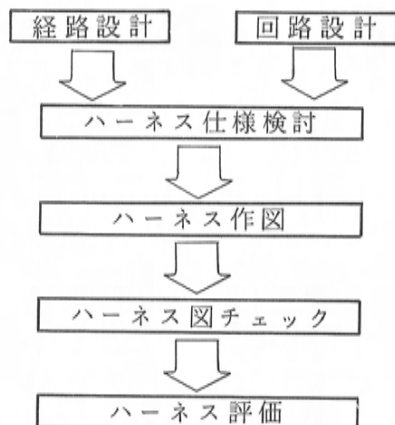 経路設計
回路設計
ハーネス仕様検討
ハーネス作図
ハーネス図チェック
ハーネス評価